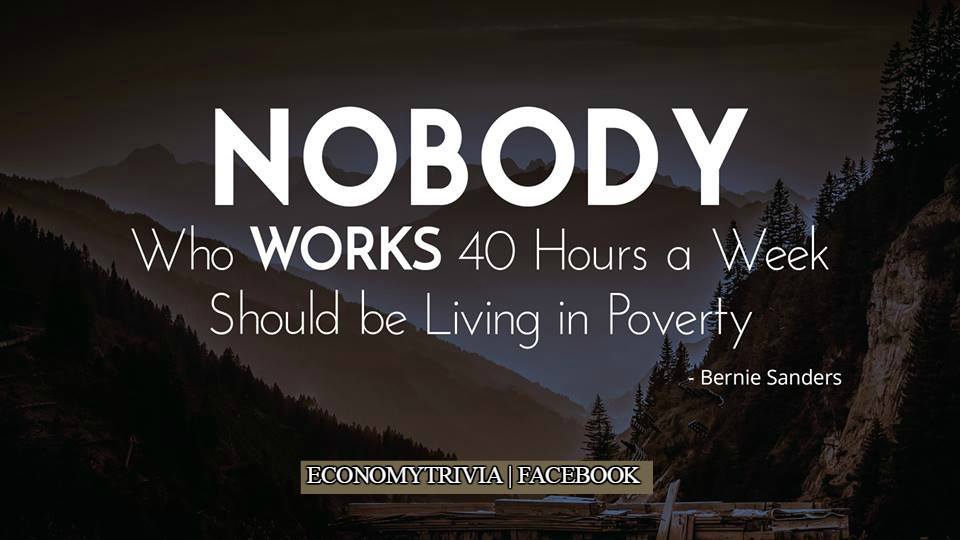 NOBODY
Who WORKS 40 Hours a Week
Should be Living in Poverty
- Bernie Sanders
ECONOMYTRIVIA | FACEBOOK